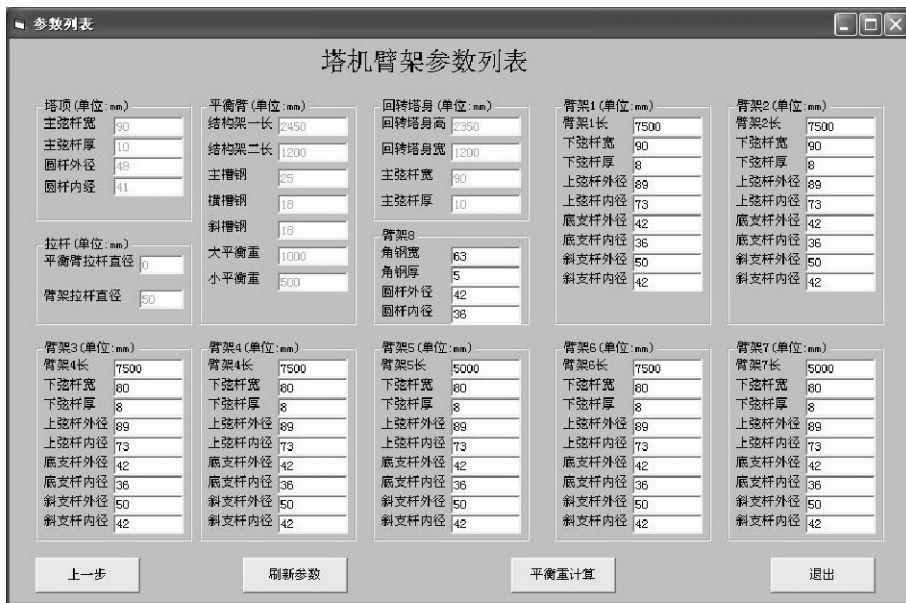 参数列表
塔机臂架参数列表
塔顶(单位:mm)
主弦杆宽 90
主弦杆厚 10
圆杆外径 48
圆杆内经 41
拉杆(单位:mm)
平衡臂拉杆直径 0
臂架拉杆直径 50
平衡臂(单位:mm)
结构架一长 2450
结构架二长 1200
主槽钢 25
横槽钢 18
斜槽钢 18
大平衡重 1000
小平衡重 500
回转塔身(单位:mm)
回转塔身高 2350
回转塔身宽 1200
主弦杆宽 90
主弦杆厚 10
臂架8
角钢宽 63
角钢厚 5
圆杆外径 42
圆杆内径 36
臂架1(单位:mm)
臂架1长 7500
下弦杆宽 90
下弦杆厚 8
上弦杆外径 89
上弦杆内径 73
底支杆外径 42
底支杆内径 36
斜支杆外径 50
斜支杆内径 42
臂架2(单位:mm)
臂架2长 7500
下弦杆宽 90
下弦杆厚 8
上弦杆外径 89
上弦杆内径 73
底支杆外径 42
底支杆内径 36
斜支杆外径 50
斜支杆内径 42
臂架3(单位:mm)
臂架4长 7500
下弦杆宽 80
下弦杆厚 8
上弦杆外径 89
上弦杆内径 73
底支杆外径 42
底支杆内径 36
斜支杆外径 50
斜支杆内径 42
臂架4(单位:mm)
臂架4长 7500
下弦杆宽 80
下弦杆厚 8
上弦杆外径 89
上弦杆内径 73
底支杆外径 42
底支杆内径 36
斜支杆外径 50
斜支杆内径 42
臂架5(单位:mm)
臂架5长 5000
下弦杆宽 80
下弦杆厚 8
上弦杆外径 89
上弦杆内径 73
底支杆外径 42
底支杆内径 36
斜支杆外径 50
斜支杆内径 42
臂架6(单位:mm)
臂架6长 7500
下弦杆宽 80
下弦杆厚 8
上弦杆外径 89
上弦杆内径 73
底支杆外径 42
底支杆内径 36
斜支杆外径 50
斜支杆内径 42
臂架7(单位:mm)
臂架7长 5000
下弦杆宽 80
下弦杆厚 8
上弦杆外径 89
上弦杆内径 73
底支杆外径 42
底支杆内径 36
斜支杆外径 50
斜支杆内径 42
上一步
刷新参数
平衡重计算
退出